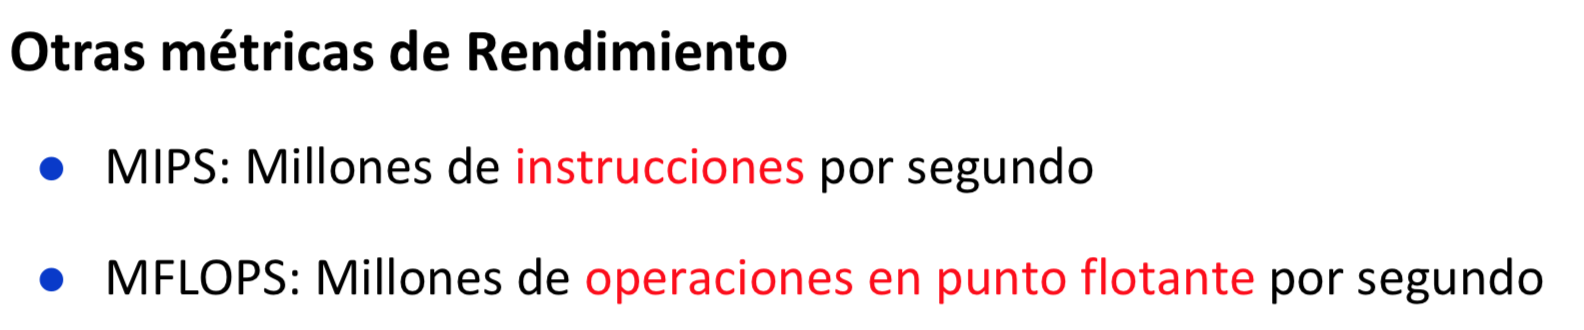 Otras métricas de Rendimiento
● MIPS: Millones de instrucciones por segundo
● MFLOPS: Millones de operaciones en punto flotante por segundo